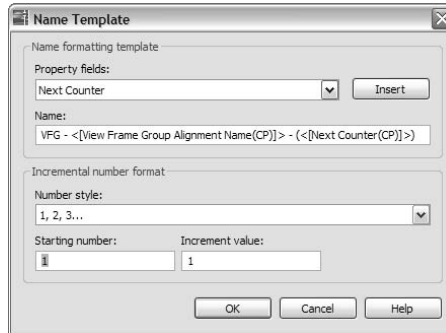 Name Template
Name formatting template
Property fields:
Next Counter
Insert
Name:
VFG - <[View Frame Group Alignment Name(CP)]> - (<[Next Counter(CP)]>)
Incremental number format
Number style:
1, 2, 3...
Starting number:
Increment value:
1
1
OK
Cancel
Help